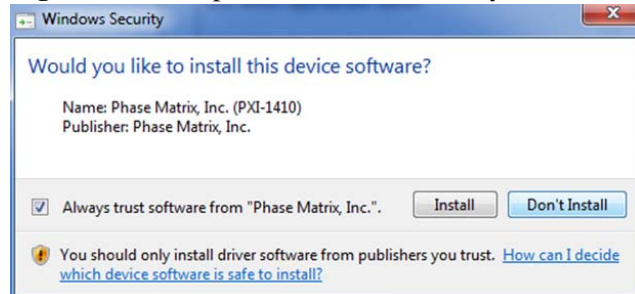 Windows Security
Would you like to install this device software?
Name: Phase Matrix, Inc. (PXI-1410)
Publisher: Phase Matrix, Inc.
Always trust software from "Phase Matrix, Inc.".
Install
Don't Install
You should only install driver software from publishers you trust. How can I decide
which device software is safe to install?